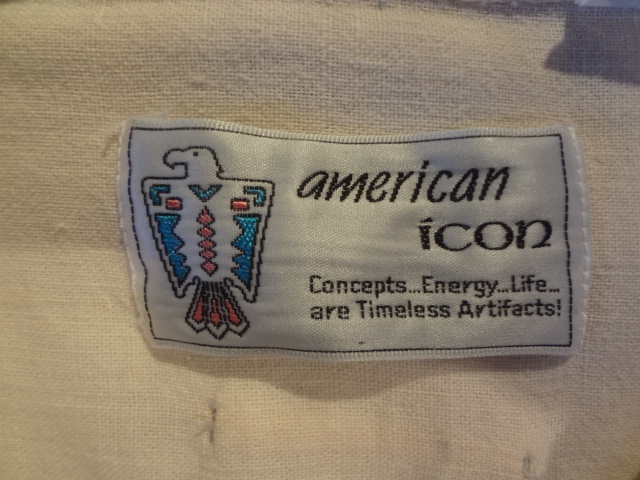 american
icon
Concepts...Energy...Life...
are Timeless Artifacts!